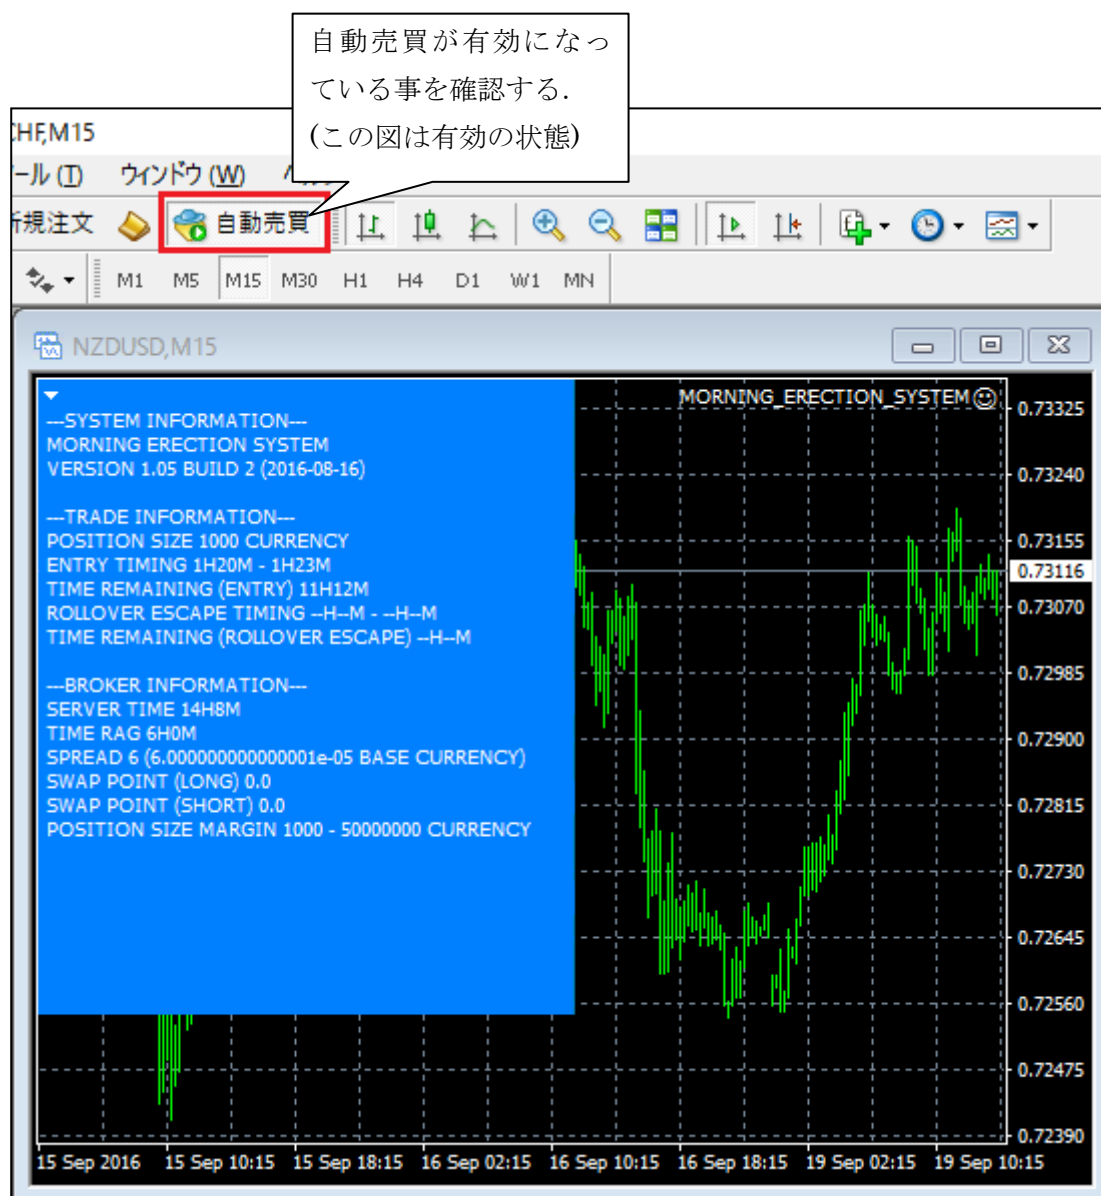 自動売買が有効になっ
ている事を確認する.
(この図は有効の状態)
CHF,M15
ール (T) ウィンドウ (W)
新規注文 自動売買
M1 M5 M15 M30 H1 H4 D1 W1 MN
NZDUSD,M15
MORNING_ERECTION_SYSTEM☺
---SYSTEM INFORMATION---
MORNING ERECTION SYSTEM
VERSION 1.05 BUILD 2 (2016-08-16)
---TRADE INFORMATION---
POSITION SIZE 1000 CURRENCY
ENTRY TIMING 1H20M - 1H23M
TIME REMAINING (ENTRY) 11H12M
ROLLOVER ESCAPE TIMING --H--M - --H--M
TIME REMAINING (ROLLOVER ESCAPE) --H--M
---BROKER INFORMATION---
SERVER TIME 14H8M
TIME RAG 6H0M
SPREAD 6 (6.000000000000001e-05 BASE CURRENCY)
SWAP POINT (LONG) 0.0
SWAP POINT (SHORT) 0.0
POSITION SIZE MARGIN 1000 - 50000000 CURRENCY
0.73325
0.73240
0.73155
0.73116
0.73070
0.72985
0.72900
0.72815
0.72730
0.72645
0.72560
0.72475
0.72390
15 Sep 2016 15 Sep 10:15 15 Sep 18:15 16 Sep 02:15 16 Sep 10:15 16 Sep 18:15 19 Sep 02:15 19 Sep 10:15